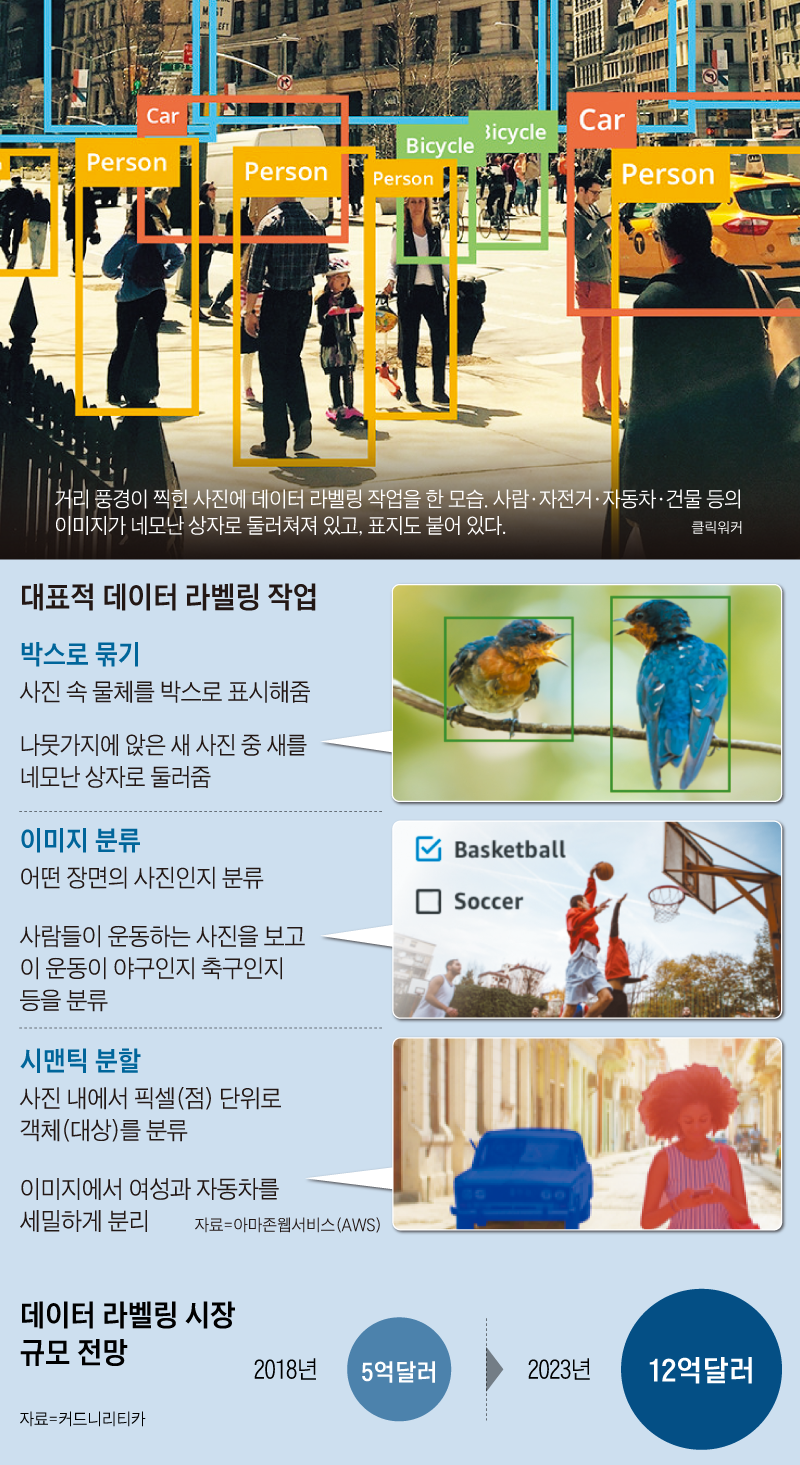 MUST
TURN LEFT
Car
Person
Person
Person
Bicycle
Bicycle
Car
Person
거리 풍경이 찍힌 사진에 데이터 라벨링 작업을 한 모습. 사람·자전거·자동차·건물 등의
이미지가 네모난 상자로 둘러쳐져 있고, 표지도 붙어 있다.
클릭워커
대표적 데이터 라벨링 작업
박스로 묶기
사진 속 물체를 박스로 표시해줌
나뭇가지에 앉은 새 사진 중 새를
네모난 상자로 둘러줌
이미지 분류
어떤 장면의 사진인지 분류
사람들이 운동하는 사진을 보고
이 운동이 야구인지 축구인지
등을 분류
Basketball
Soccer
시맨틱 분할
사진 내에서 픽셀(점) 단위로
객체(대상)를 분류
이미지에서 여성과 자동차를
세밀하게 분리
자료=아마존웹서비스(AWS)
데이터 라벨링 시장
규모 전망
2018년
5억달러
2023년
12억달러
자료=커드니리티카